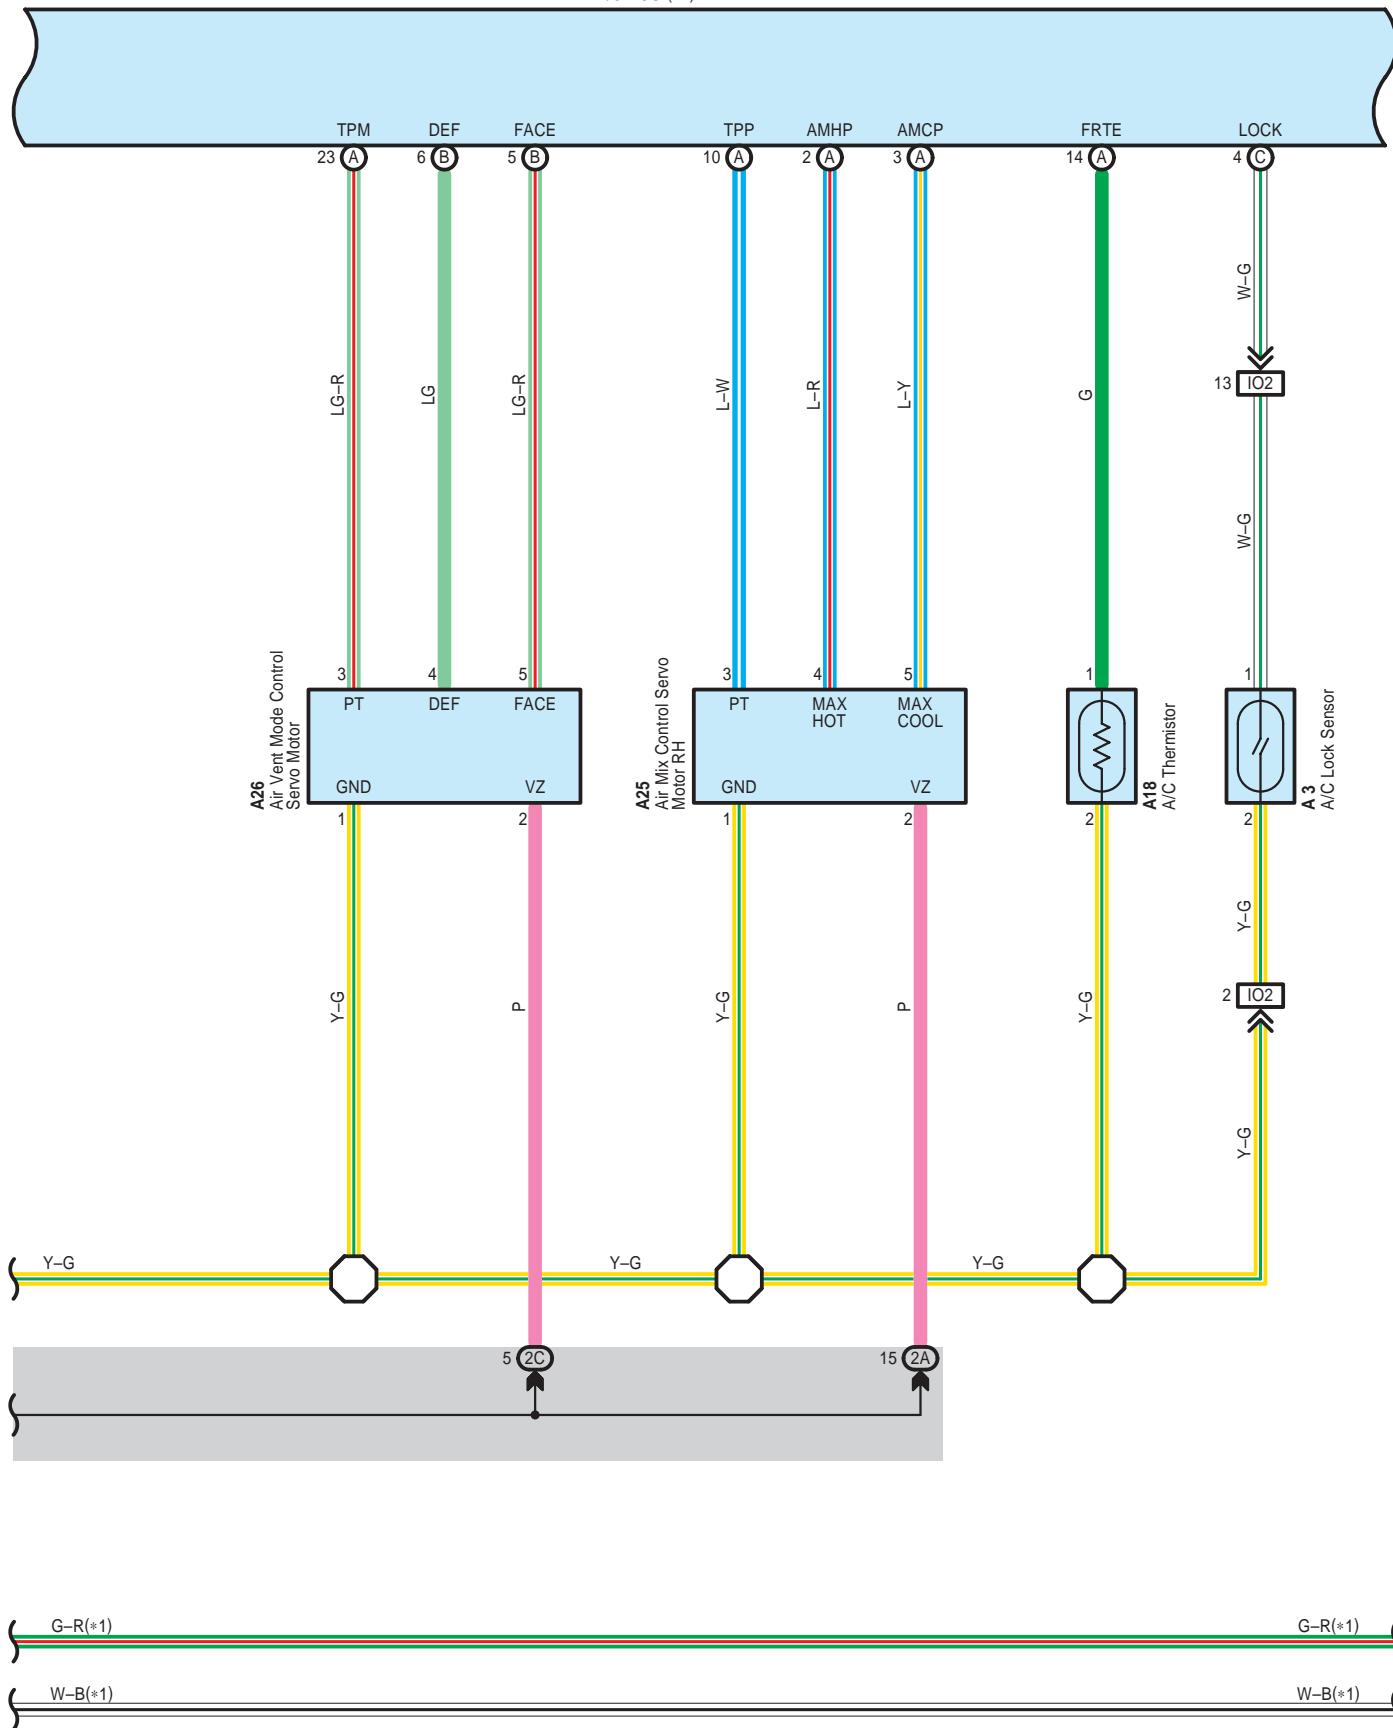 TPM DEF FACE TPP AMHP AMCP FRTE LOCK
23 A 6 B 5 B 10 A 2 A 3 A 14 A 4 C
W–G
LG–R LG LG–R L–W L–R L–Y G 13 IO2
W–G
3 4 5 3 4 5 1 1
A26
Air Vent Mode Control
Servo Motor
PT DEF FACE
GND VZ
A25
Air Mix Control Servo
Motor RH
PT MAX HOT MAX COOL
GND VZ
A18
A/C Thermistor
A 3
A/C Lock Sensor
1 2 1 2 2 2
Y–G
Y–G P Y–G P Y–G 2 IO2
Y–G
Y–G Y–G Y–G
5 2C 15 2A
G–R(*1) G–R(*1)
W–B(*1) W–B(*1)